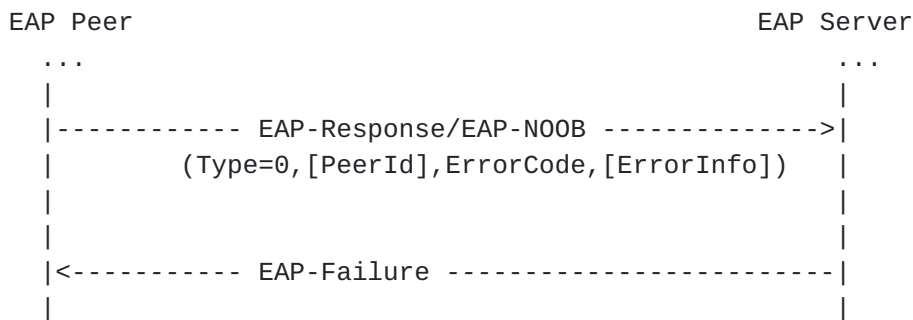 EAP Peer                                         EAP Server
  ...                                                ...
  |                                                  |
  |------------ EAP-Response/EAP-NOOB -------------->|
  |        (Type=0,[PeerId],ErrorCode,[ErrorInfo])   |
  |                                                  |
  |                                                  |
  |<----------- EAP-Failure -------------------------|
  |                                                  |